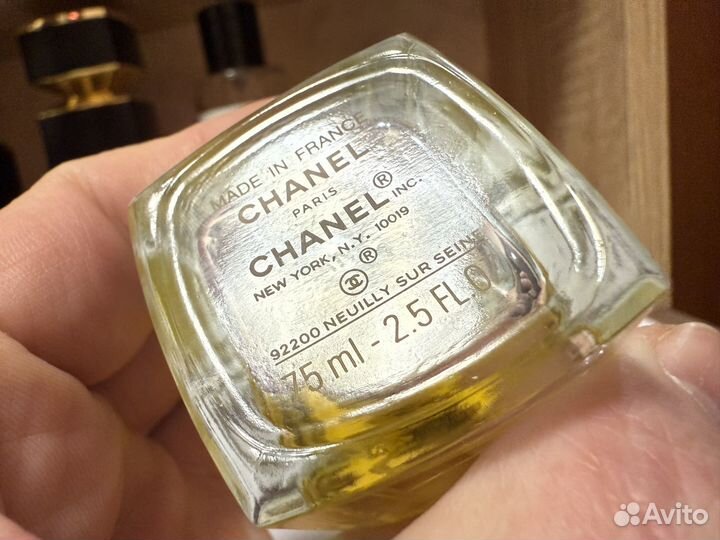 MADE IN FRANCE
CHANEL
PARIS
CHANEL® INC.
NEW YORK, N.Y. 10019
®
92200 NEUILLY SUR SEINE
75 ml - 2.5 FL
Avito